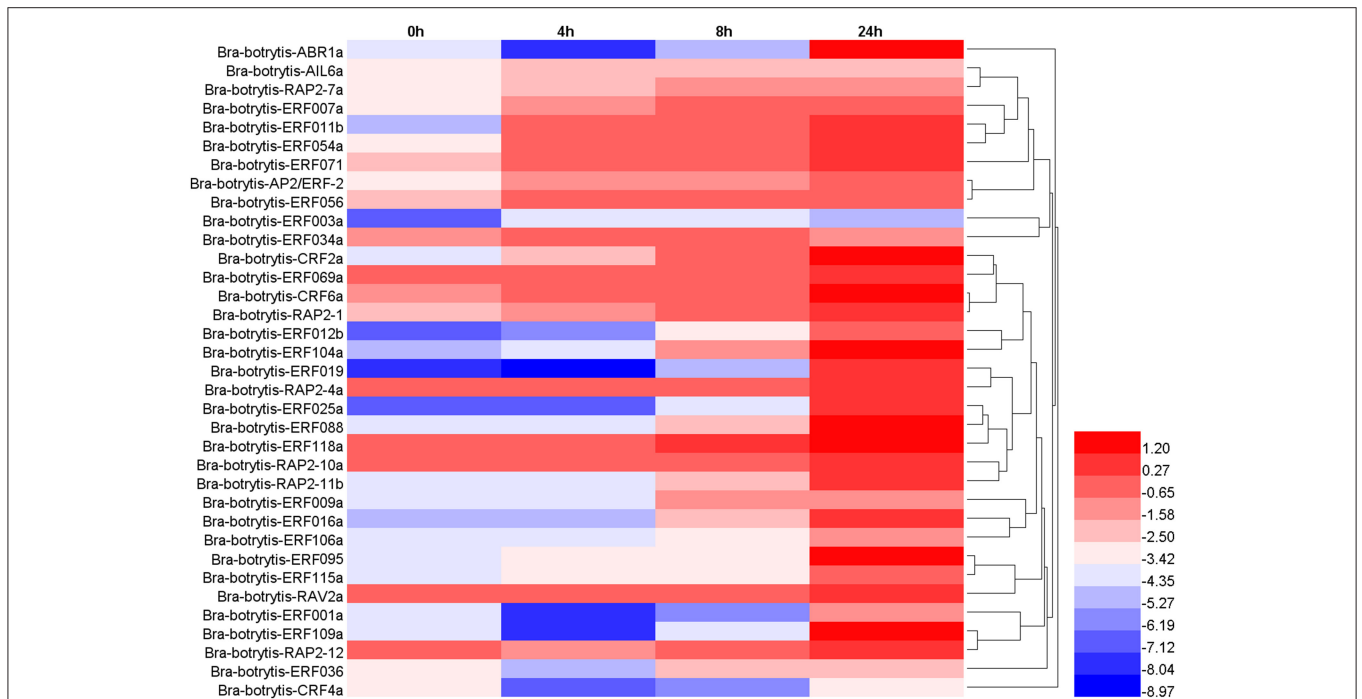 0h 4h 8h 24h
Bra-botrytis-ABR1a
Bra-botrytis-AIL6a
Bra-botrytis-RAP2-7a
Bra-botrytis-ERF007a
Bra-botrytis-ERF011b
Bra-botrytis-ERF054a
Bra-botrytis-ERF071
Bra-botrytis-AP2/ERF-2
Bra-botrytis-ERF056
Bra-botrytis-ERF003a
Bra-botrytis-ERF034a
Bra-botrytis-CRF2a
Bra-botrytis-ERF069a
Bra-botrytis-CRF6a
Bra-botrytis-RAP2-1
Bra-botrytis-ERF012b
Bra-botrytis-ERF104a
Bra-botrytis-ERF019
Bra-botrytis-RAP2-4a
Bra-botrytis-ERF025a
Bra-botrytis-ERF088
Bra-botrytis-ERF118a
Bra-botrytis-RAP2-10a
Bra-botrytis-RAP2-11b
Bra-botrytis-ERF009a
Bra-botrytis-ERF016a
Bra-botrytis-ERF106a
Bra-botrytis-ERF095
Bra-botrytis-ERF115a
Bra-botrytis-RAV2a
Bra-botrytis-ERF001a
Bra-botrytis-ERF109a
Bra-botrytis-RAP2-12
Bra-botrytis-ERF036
Bra-botrytis-CRF4a
1.20
0.27
-0.65
-1.58
-2.50
-3.42
-4.35
-5.27
-6.19
-7.12
-8.04
-8.97